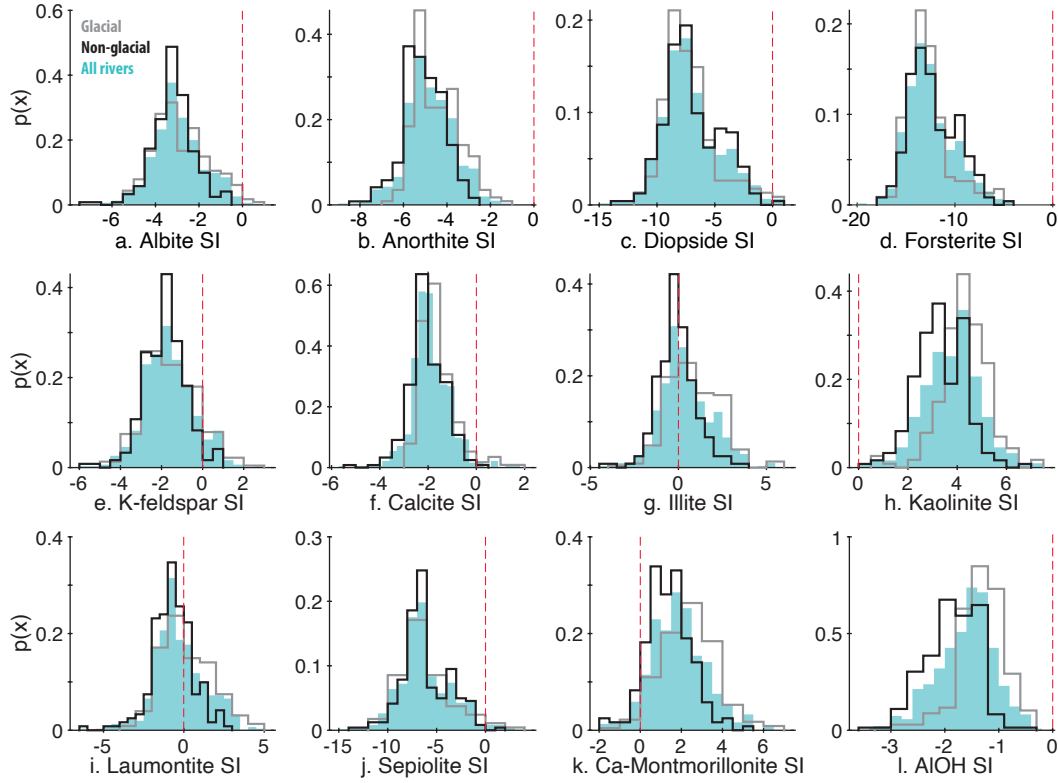 Glacial
Non-glacial
All rivers
p(x)
0.6
0.4
0.2
0
-6 -4 -2 0
a. Albite SI
0.4
0.2
0
-8 -6 -4 -2 0
b. Anorthite SI
0.2
0.1
0
-15 -10 -5 0
c. Diopside SI
0.2
0.1
0
-20 -10 0
d. Forsterite SI
p(x)
0.4
0.2
0
-6 -4 -2 0 2
e. K-feldspar SI
0.6
0.4
0.2
0
-6 -4 -2 0 2
f. Calcite SI
0.4
0.2
0
-5 0 5
g. Illite SI
0.4
0.2
0
0 2 4 6
h. Kaolinite SI
p(x)
0.4
0.2
0
-5 0 5
i. Laumontite SI
0.3
0.2
0.1
0
-15 -10 -5 0
j. Sepiolite SI
0.4
0.2
0
-2 0 2 4 6
k. Ca-Montmorillonite SI
1
0.5
0
-3 -2 -1 0
l. AlOH SI